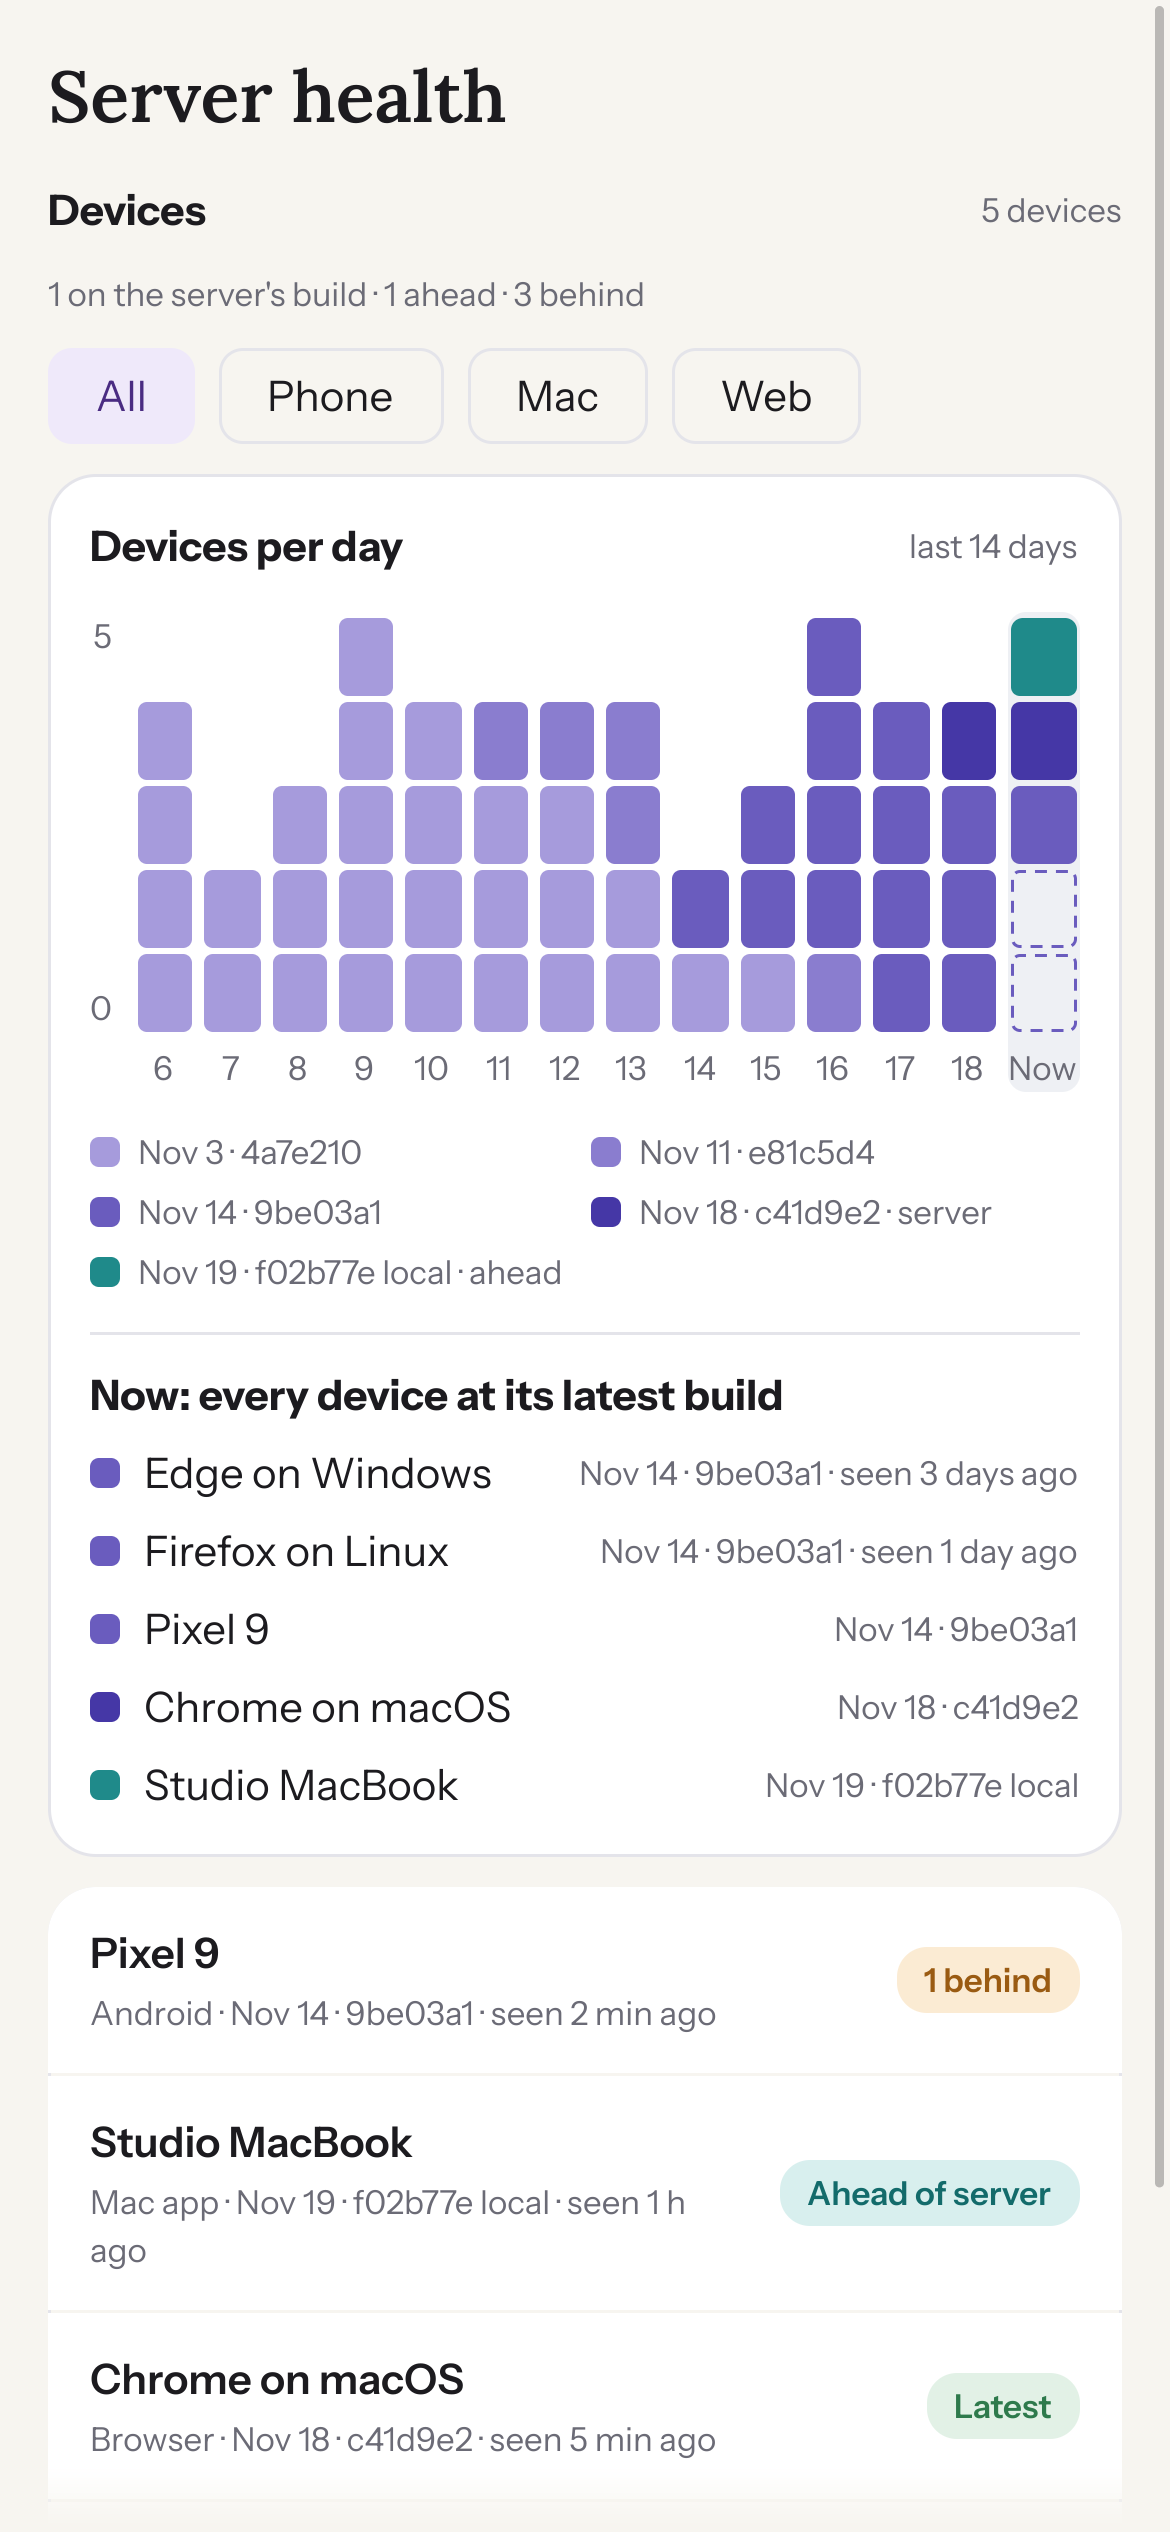 Server health
Devices
5 devices
1 on the server's build · 1 ahead · 3 behind
All
Phone
Mac
Web
Devices per day
last 14 days
5
0
6 7 8 9 10 11 12 13 14 15 16 17 18 Now
Nov 3 · 4a7e210
Nov 11 · e81c5d4
Nov 14 · 9be03a1
Nov 18 · c41d9e2 · server
Nov 19 · f02b77e local · ahead
Now: every device at its latest build
Edge on Windows
Nov 14 · 9be03a1 · seen 3 days ago
Firefox on Linux
Nov 14 · 9be03a1 · seen 1 day ago
Pixel 9
Nov 14 · 9be03a1
Chrome on macOS
Nov 18 · c41d9e2
Studio MacBook
Nov 19 · f02b77e local
Pixel 9
Android · Nov 14 · 9be03a1 · seen 2 min ago
1 behind
Studio MacBook
Mac app · Nov 19 · f02b77e local · seen 1 h
ago
Ahead of server
Chrome on macOS
Browser · Nov 18 · c41d9e2 · seen 5 min ago
Latest